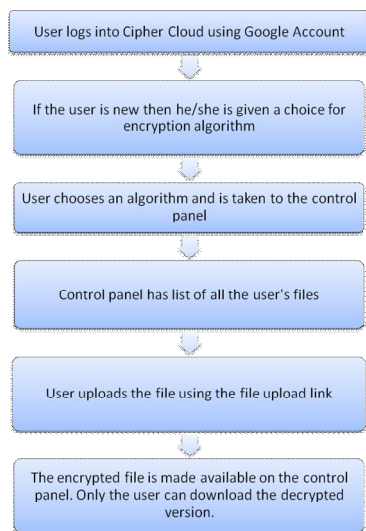 User logs into Cipher Cloud using Google Account
If the user is new then he/she is given a choice for
encryption algorithm
User chooses an algorithm and is taken to the control
panel
Control panel has list of all the user's files
User uploads the file using the file upload link
The encrypted file is made available on the control
panel. Only the user can download the decrypted
version.